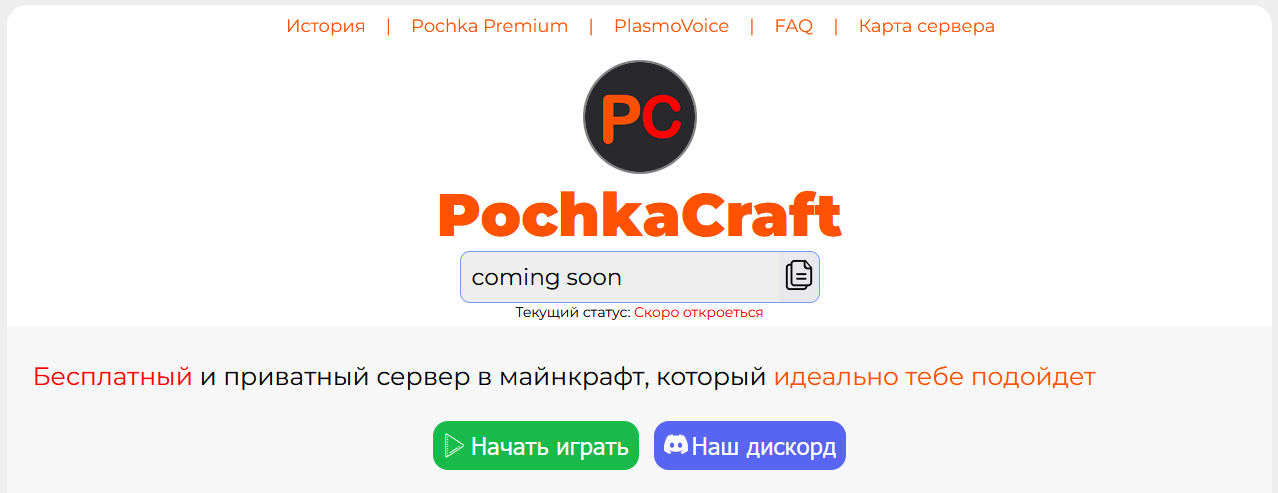 История | Pochka Premium | PlasmoVoice | FAQ | Карта сервера
PC
PochkaCraft
coming soon
Текущий статус: Скоро откроеться
Бесплатный и приватный сервер в майнкрафт, который идеально тебе подойдет
Начать играть Наш дискорд